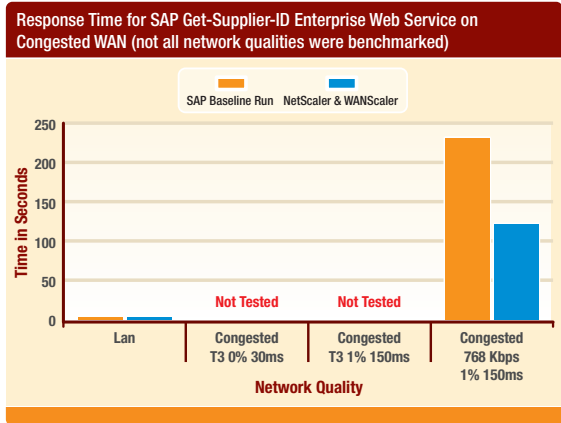 Response Time for SAP Get-Supplier-ID Enterprise Web Service on
Congested WAN (not all network qualities were benchmarked)
SAP Baseline Run
NetScaler & WANScaler
250
200
150
100
50
0
Time in Seconds
Not Tested
Not Tested
Lan
Congested
T3 0% 30ms
Congested
T3 1% 150ms
Congested
768 Kbps
1% 150ms
Network Quality